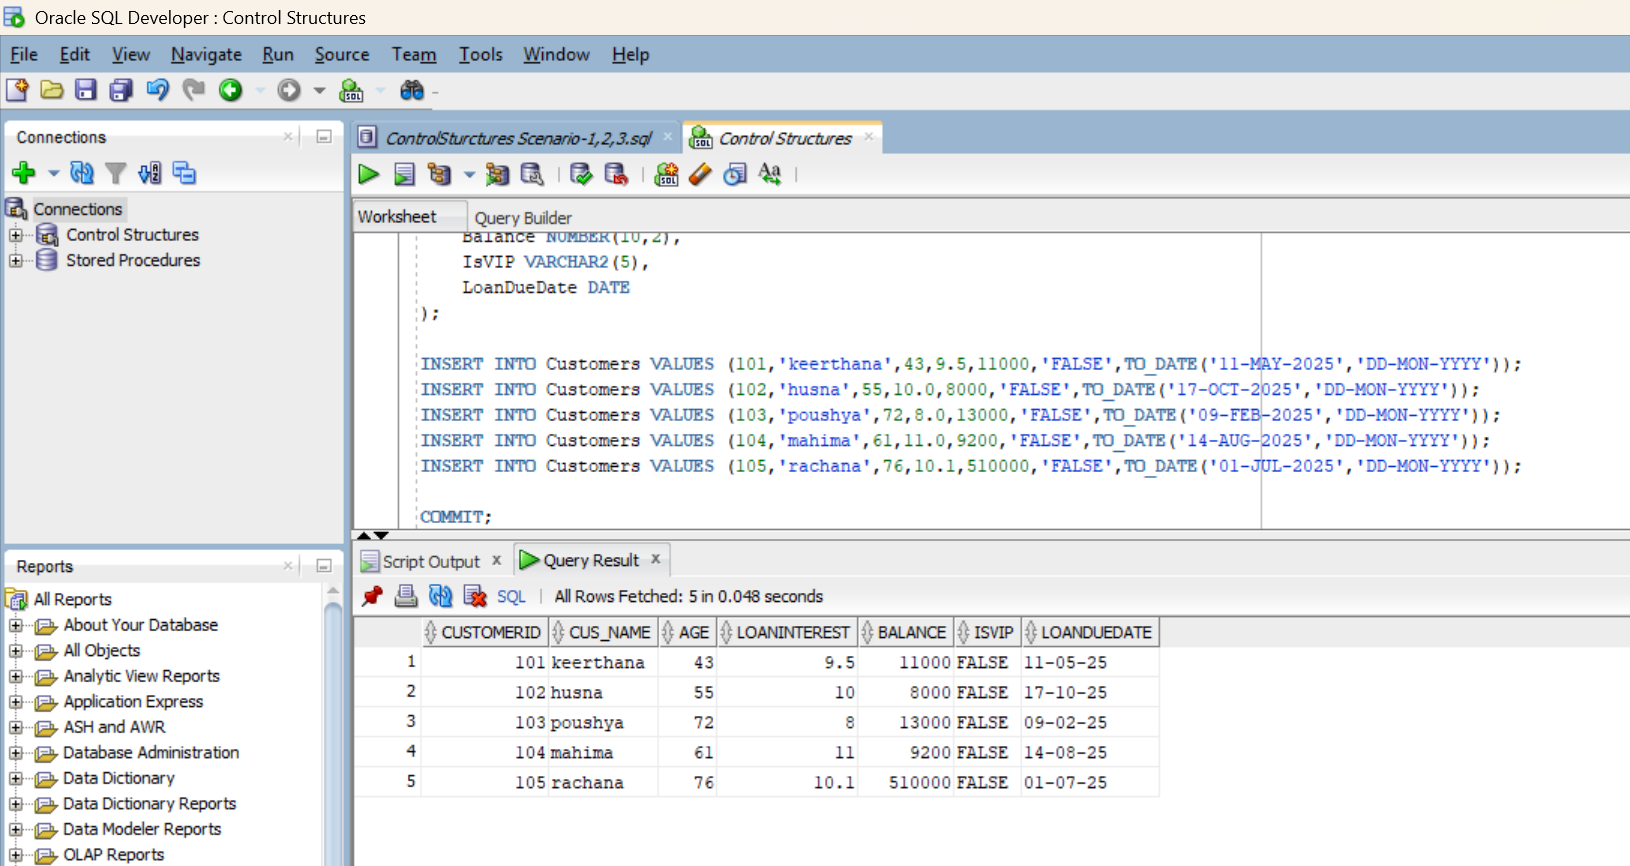 Oracle SQL Developer : Control Structures
File Edit View Navigate Run Source Team Tools Window Help
Connections
Connections
Control Structures
Stored Procedures
ControlSturctures Scenario-1,2,3.sql
Control Structures
Worksheet Query Builder
Balance NUMBER(10,2),
IsVIP VARCHAR2(5),
LoanDueDate DATE
);
INSERT INTO Customers VALUES (101,'keerthana',43,9.5,11000,'FALSE',TO_DATE('11-MAY-2025','DD-MON-YYYY'));
INSERT INTO Customers VALUES (102,'husna',55,10.0,8000,'FALSE',TO_DATE('17-OCT-2025','DD-MON-YYYY'));
INSERT INTO Customers VALUES (103,'poushya',72,8.0,13000,'FALSE',TO_DATE('09-FEB-2025','DD-MON-YYYY'));
INSERT INTO Customers VALUES (104,'mahima',61,11.0,9200,'FALSE',TO_DATE('14-AUG-2025','DD-MON-YYYY'));
INSERT INTO Customers VALUES (105,'rachana',76,10.1,510000,'FALSE',TO_DATE('01-JUL-2025','DD-MON-YYYY'));
COMMIT;
Script Output Query Result
SQL All Rows Fetched: 5 in 0.048 seconds
CUSTOMERID CUS_NAME AGE LOANINTEREST BALANCE ISVIP LOANDUEDATE
1 101 keerthana 43 9.5 11000 FALSE 11-05-25
2 102 husna 55 10 8000 FALSE 17-10-25
3 103 poushya 72 8 13000 FALSE 09-02-25
4 104 mahima 61 11 9200 FALSE 14-08-25
5 105 rachana 76 10.1 510000 FALSE 01-07-25
Reports
All Reports
About Your Database
All Objects
Analytic View Reports
Application Express
ASH and AWR
Database Administration
Data Dictionary
Data Dictionary Reports
Data Modeler Reports
OLAP Reports